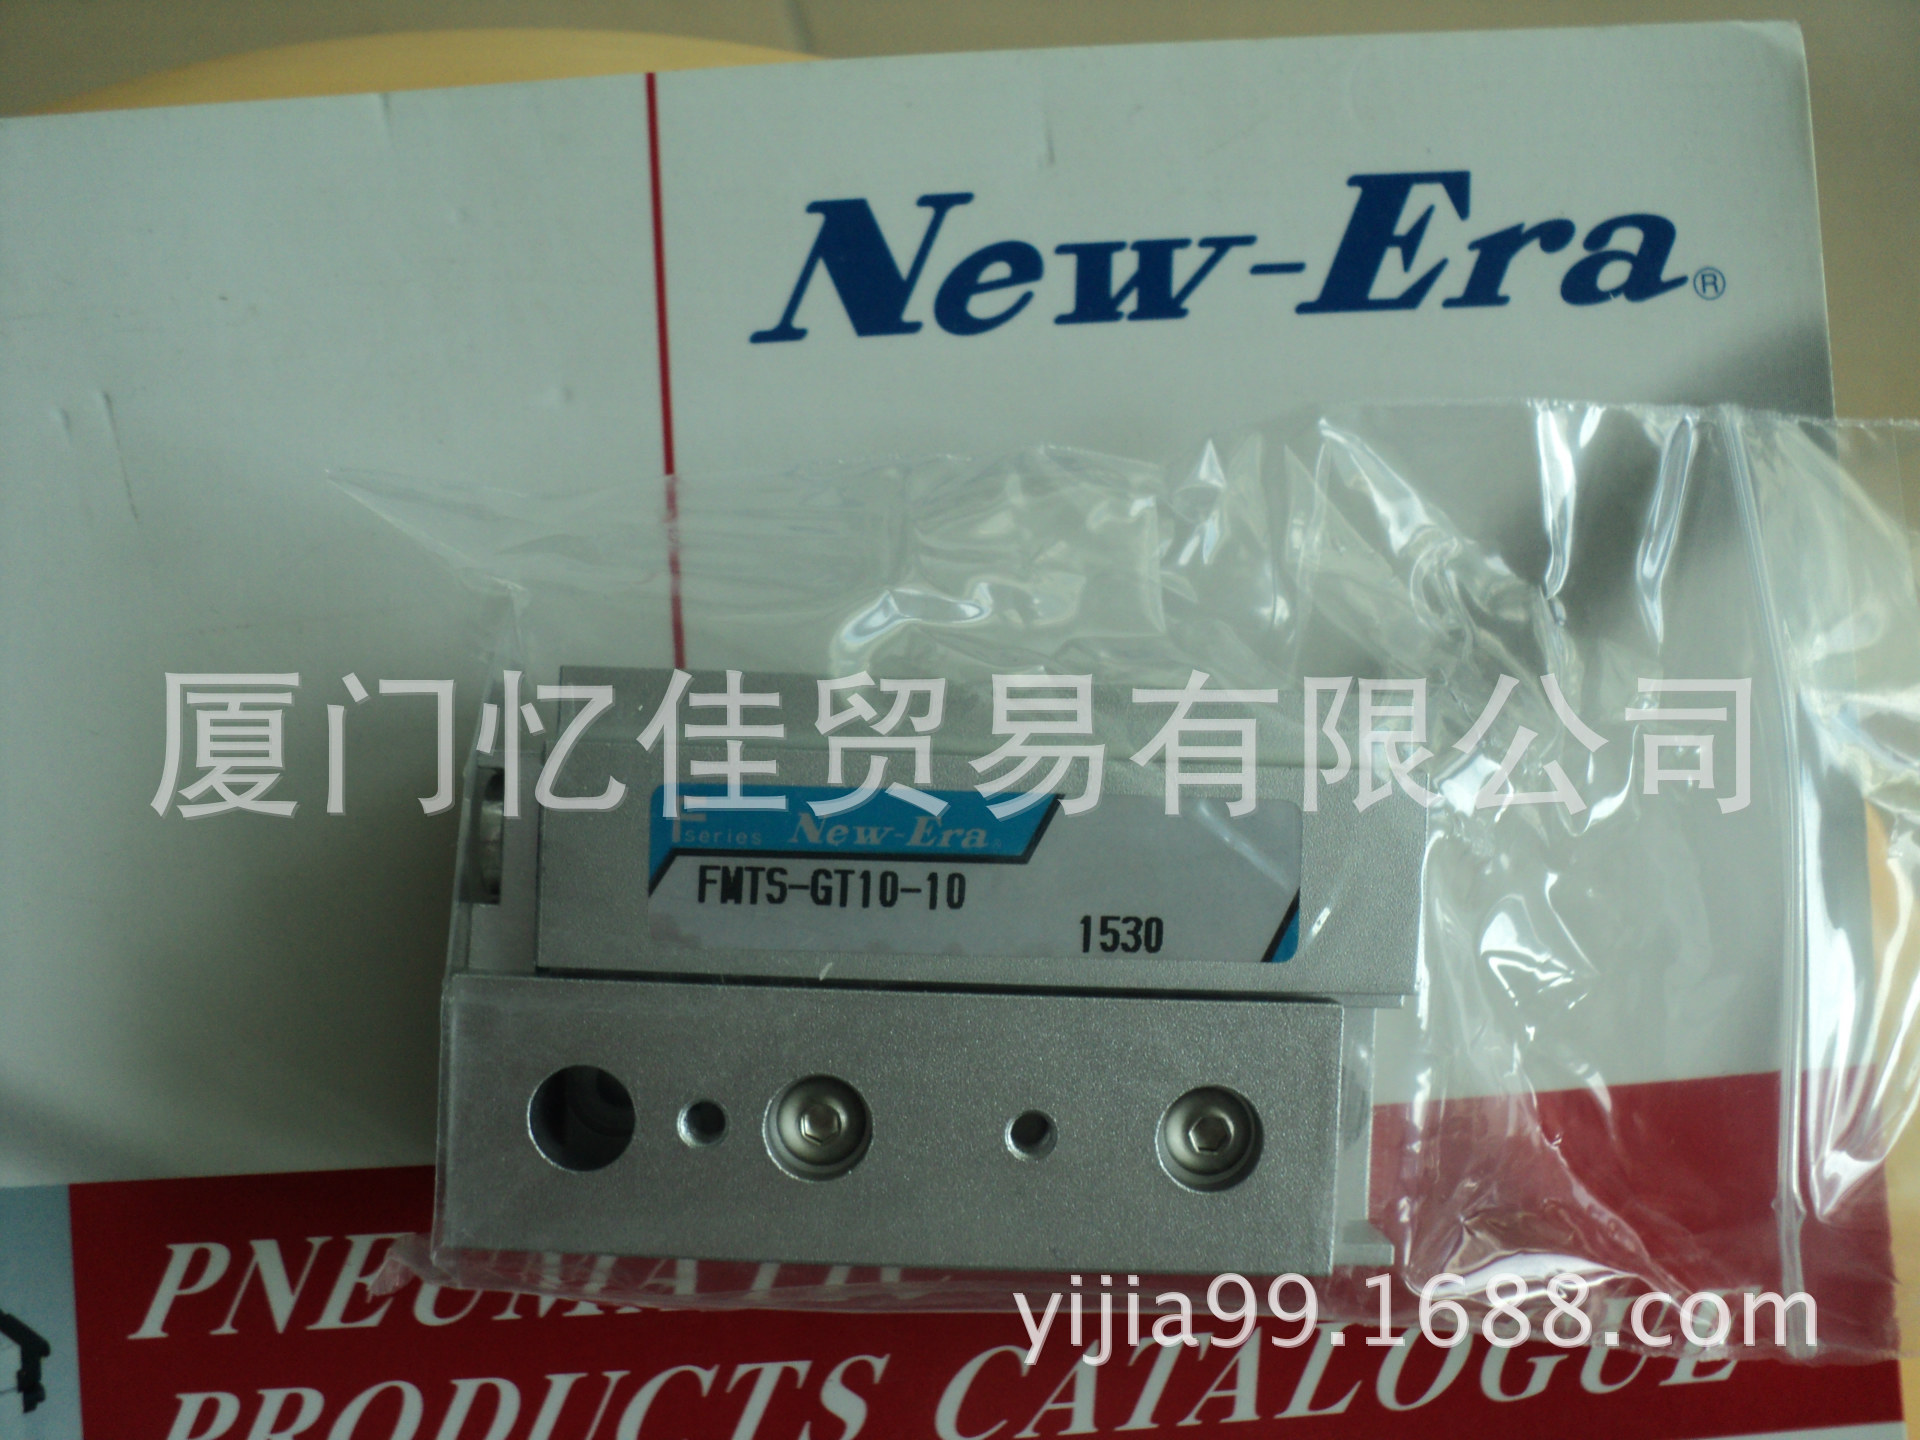 New-Era®
厦门忆佳贸易有限公司
F series New-Era®
FMTS-GT10-10
1530
yijia99.1688.com
PNEUMATIC
PRODUCTS CATALOGUE